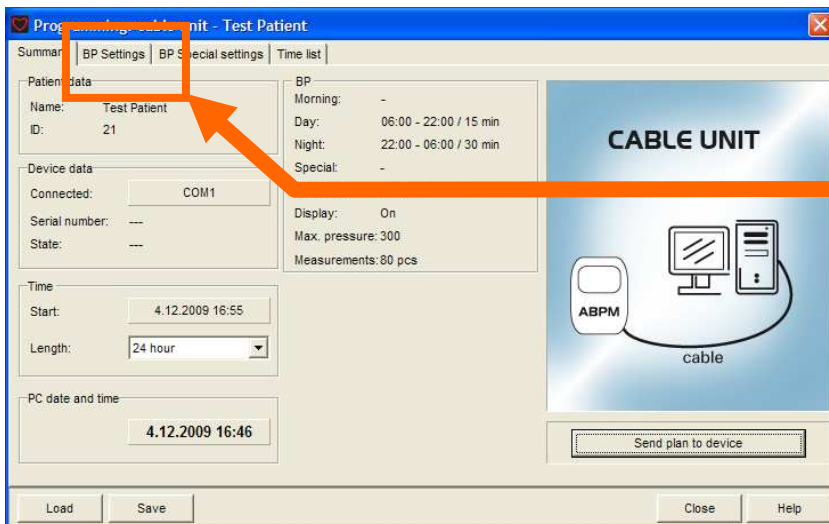 Programming: Cable unit - Test Patient
Summary BP Settings BP Special settings Time list
Patient data
Name: Test Patient
ID: 21
Device data
Connected: COM1
Serial number: ---
State: ---
Time
Start: 4.12.2009 16:55
Length: 24 hour
PC date and time
4.12.2009 16:46
BP
Morning: -
Day: 06:00 - 22:00 / 15 min
Night: 22:00 - 06:00 / 30 min
Special: -
Display: On
Max. pressure: 300
Measurements: 80 pcs
CABLE UNIT
ABPM
cable
Send plan to device
Load Save Close Help